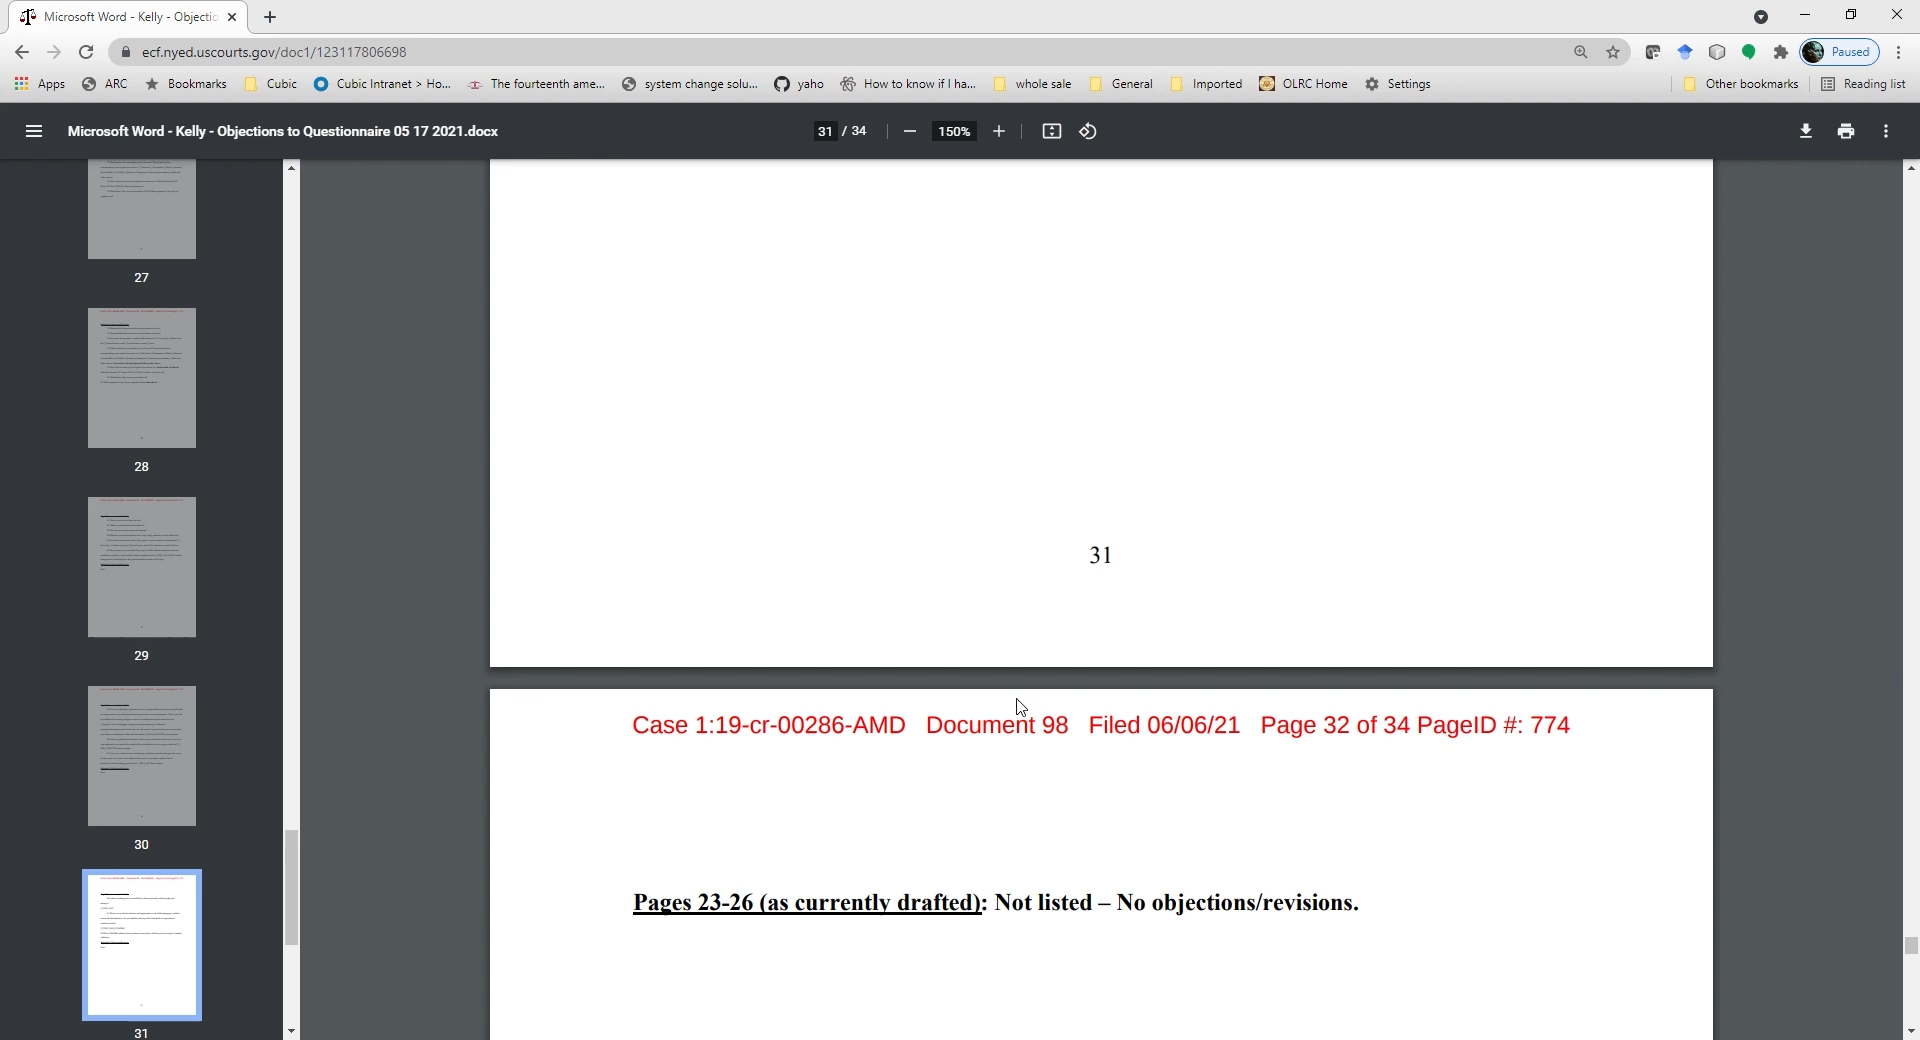 Microsoft Word - Kelly - Objectio
ecf.nyed.uscourts.gov/doc1/123117806698
Paused
Apps
ARC
Bookmarks
Cubic
Cubic Intranet > Ho...
The fourteenth ame...
system change solu...
yaho
How to know if I ha...
whole sale
General
Imported
OLRC Home
Settings
Other bookmarks
Reading list
Microsoft Word - Kelly - Objections to Questionnaire 05 17 2021.docx
31 / 34
150%
27
28
29
30
31
31
Case 1:19-cr-00286-AMD Document 98 Filed 06/06/21 Page 32 of 34 PageID #: 774
Pages 23-26 (as currently drafted): Not listed – No objections/revisions.